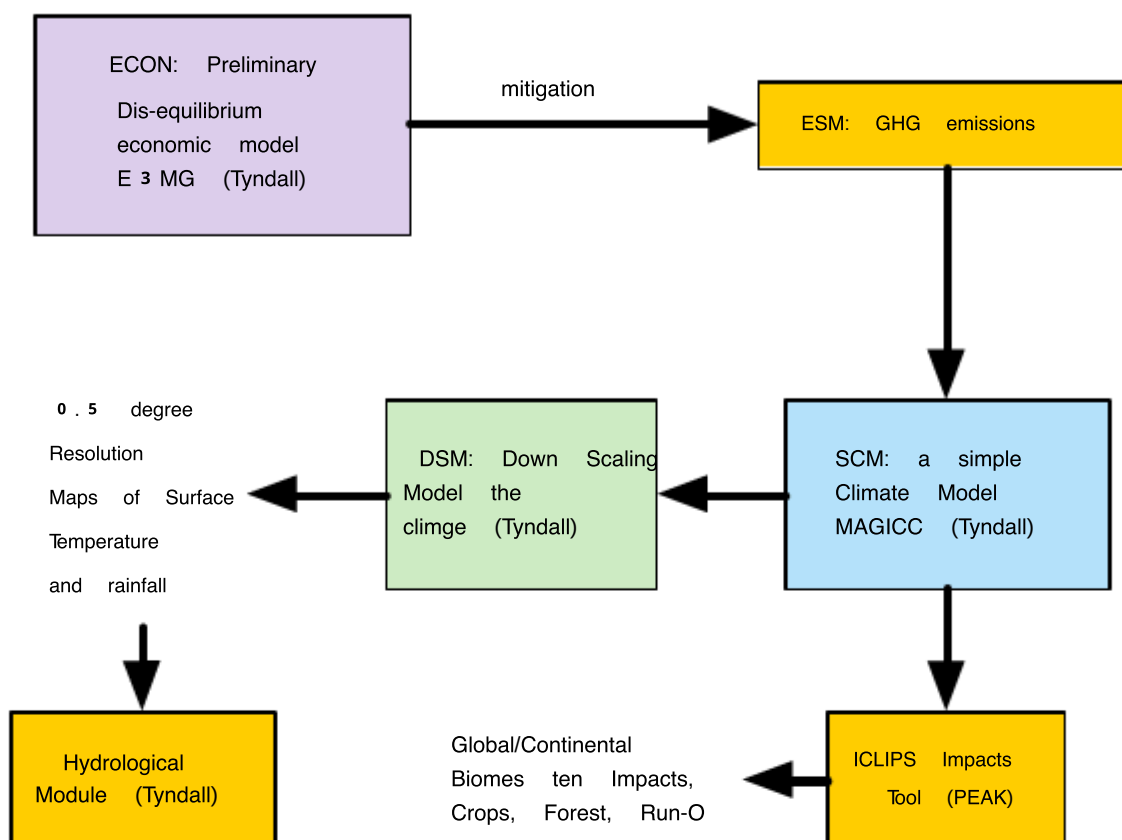 ECON: Preliminary
Dis-equilibrium
economic model
E 3 MG (Tyndall)
mitigation
ESM: GHG emissions
0 . 5 degree
Resolution
Maps of Surface
Temperature
and rainfall
DSM: Down Scaling
Model the
climge (Tyndall)
SCM: a simple
Climate Model
MAGICC (Tyndall)
Hydrological
Module (Tyndall)
Global/Continental
Biomes ten Impacts,
Crops, Forest, Run-O
ICLIPS Impacts
Tool (PEAK)